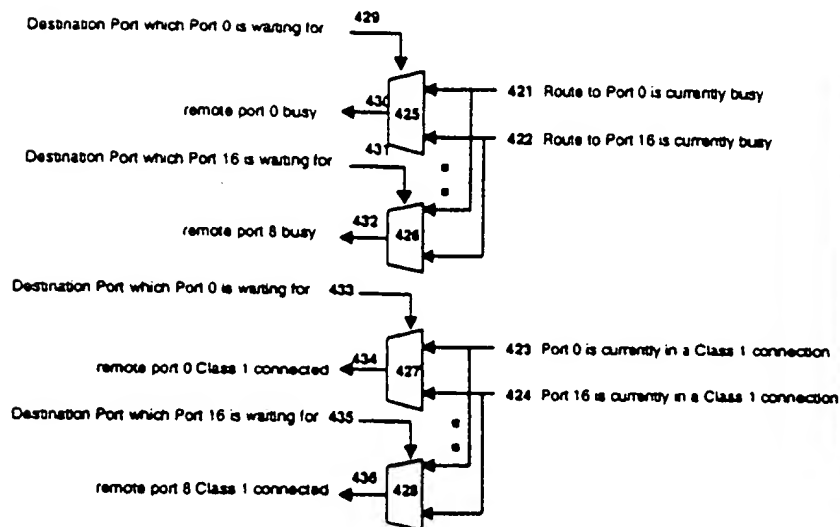 429
Destination Port which Port 0 is waiting for
430
425
421 Route to Port 0 is currently busy
remote port 0 busy
422 Route to Port 16 is currently busy
431
Destination Port which Port 16 is waiting for
432
426
remote port 8 busy
Destination Port which Port 0 is waiting for 433
434
427
423 Port 0 is currently in a Class 1 connection
remote port 0 Class 1 connected
424 Port 16 is currently in a Class 1 connection
Destination Port which Port 16 is waiting for 435
436
428
remote port 8 Class 1 connected